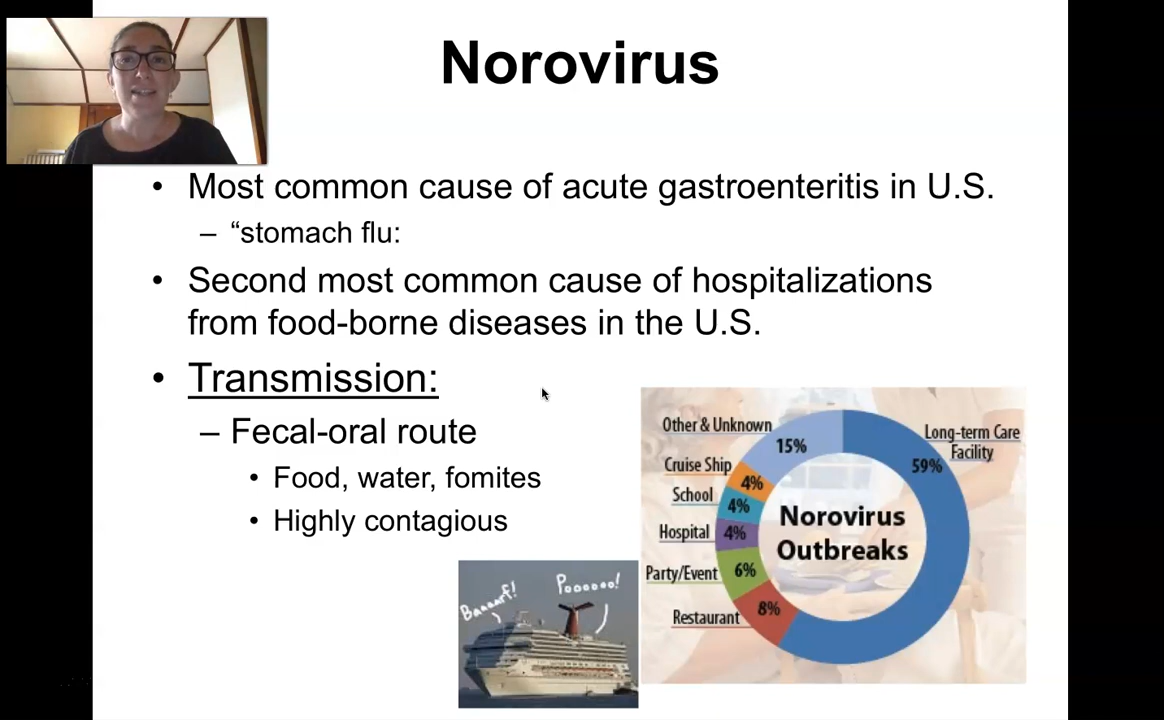 Norovirus
• Most common cause of acute gastroenteritis in U.S.
– “stomach flu:
• Second most common cause of hospitalizations
from food-borne diseases in the U.S.
• Transmission:
– Fecal-oral route
• Food, water, fomites
• Highly contagious
Baaaarf!
Poooooo!
Other & Unknown
15%
Cruise Ship
4%
School
4%
Hospital
4%
Party/Event
6%
Restaurant
8%
Long-term Care
Facility
59%
Norovirus
Outbreaks